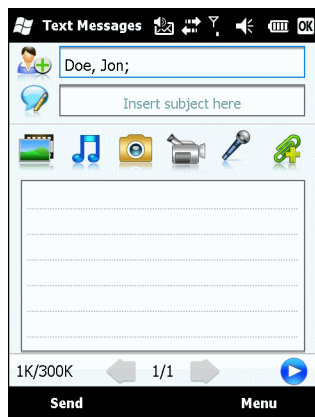 Text Messages OK
Doe, Jon;
Insert subject here
1K/300K 1/1
Send Menu